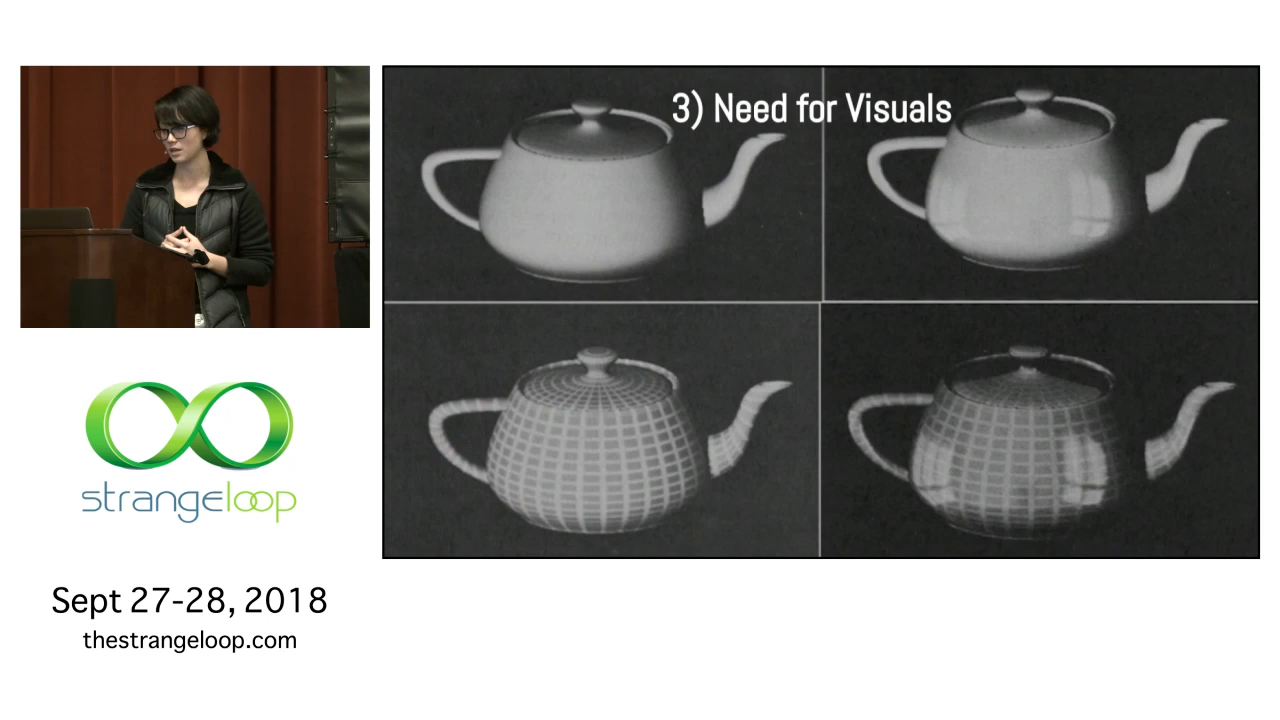 3) Need for Visuals
strangeloop
Sept 27-28, 2018
thestrangeloop.com